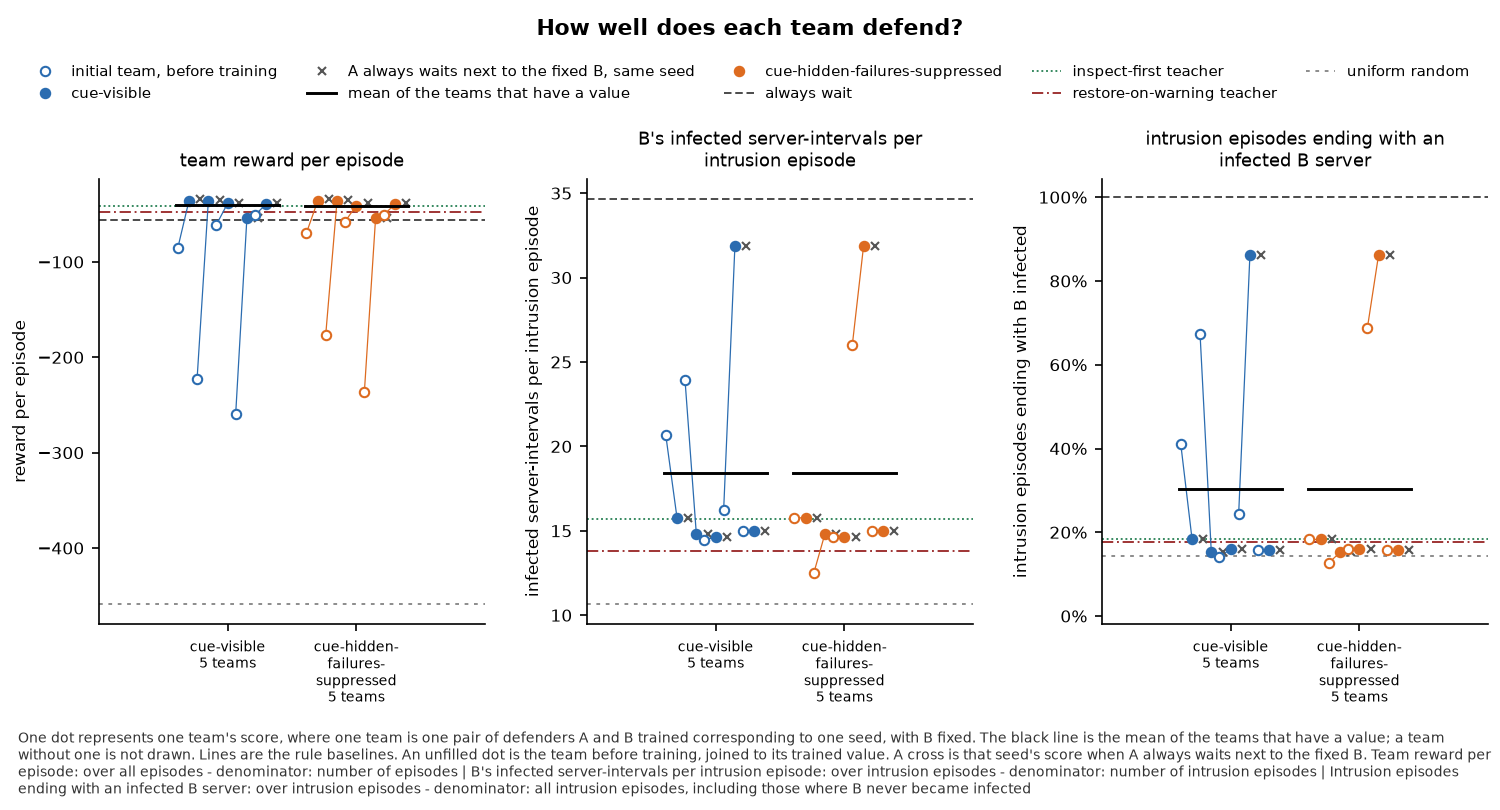 How well does each team defend?
initial team, before training
cue-visible
A always waits next to the fixed B, same seed
mean of the teams that have a value
cue-hidden-failures-suppressed
always wait
inspect-first teacher
restore-on-warning teacher
uniform random
team reward per episode
reward per episode
−100
−200
−300
−400
cue-visible
5 teams
cue-hidden-
failures-
suppressed
5 teams
B's infected server-intervals per
intrusion episode
infected server-intervals per intrusion episode
35
30
25
20
15
10
cue-visible
5 teams
cue-hidden-
failures-
suppressed
5 teams
intrusion episodes ending with an
infected B server
intrusion episodes ending with B infected
100%
80%
60%
40%
20%
0%
cue-visible
5 teams
cue-hidden-
failures-
suppressed
5 teams
One dot represents one team's score, where one team is one pair of defenders A and B trained corresponding to one seed, with B fixed. The black line is the mean of the teams that have a value; a team
without one is not drawn. Lines are the rule baselines. An unfilled dot is the team before training, joined to its trained value. A cross is that seed's score when A always waits next to the fixed B. Team reward per
episode: over all episodes - denominator: number of episodes | B's infected server-intervals per intrusion episode: over intrusion episodes - denominator: number of intrusion episodes | Intrusion episodes
ending with an infected B server: over intrusion episodes - denominator: all intrusion episodes, including those where B never became infected